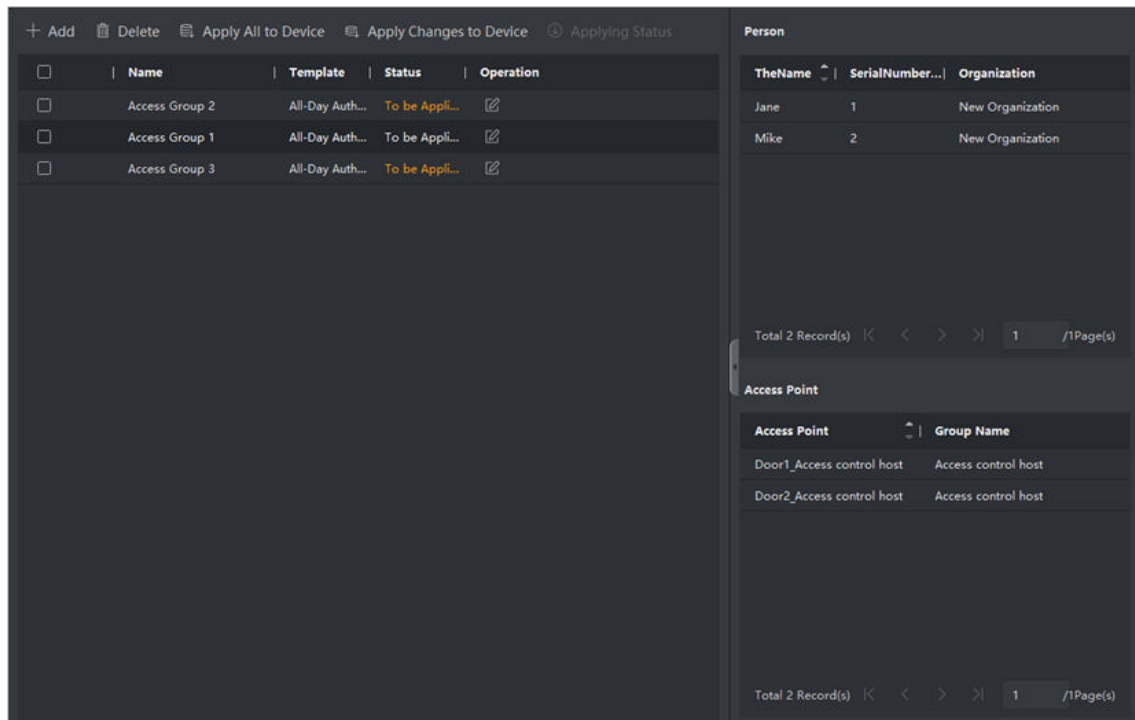 + Add Delete Apply All to Device Apply Changes to Device Applying Status
Name | Template | Status | Operation
Access Group 2 All-Day Auth... To be Appli...
Access Group 1 All-Day Auth... To be Appli...
Access Group 3 All-Day Auth... To be Appli...
Person
TheName | SerialNumber...| Organization
Jane 1 New Organization
Mike 2 New Organization
Total 2 Record(s) 1 /1Page(s)
Access Point
Access Point | Group Name
Door1_Access control host Access control host
Door2_Access control host Access control host
Total 2 Record(s) 1 /1Page(s)